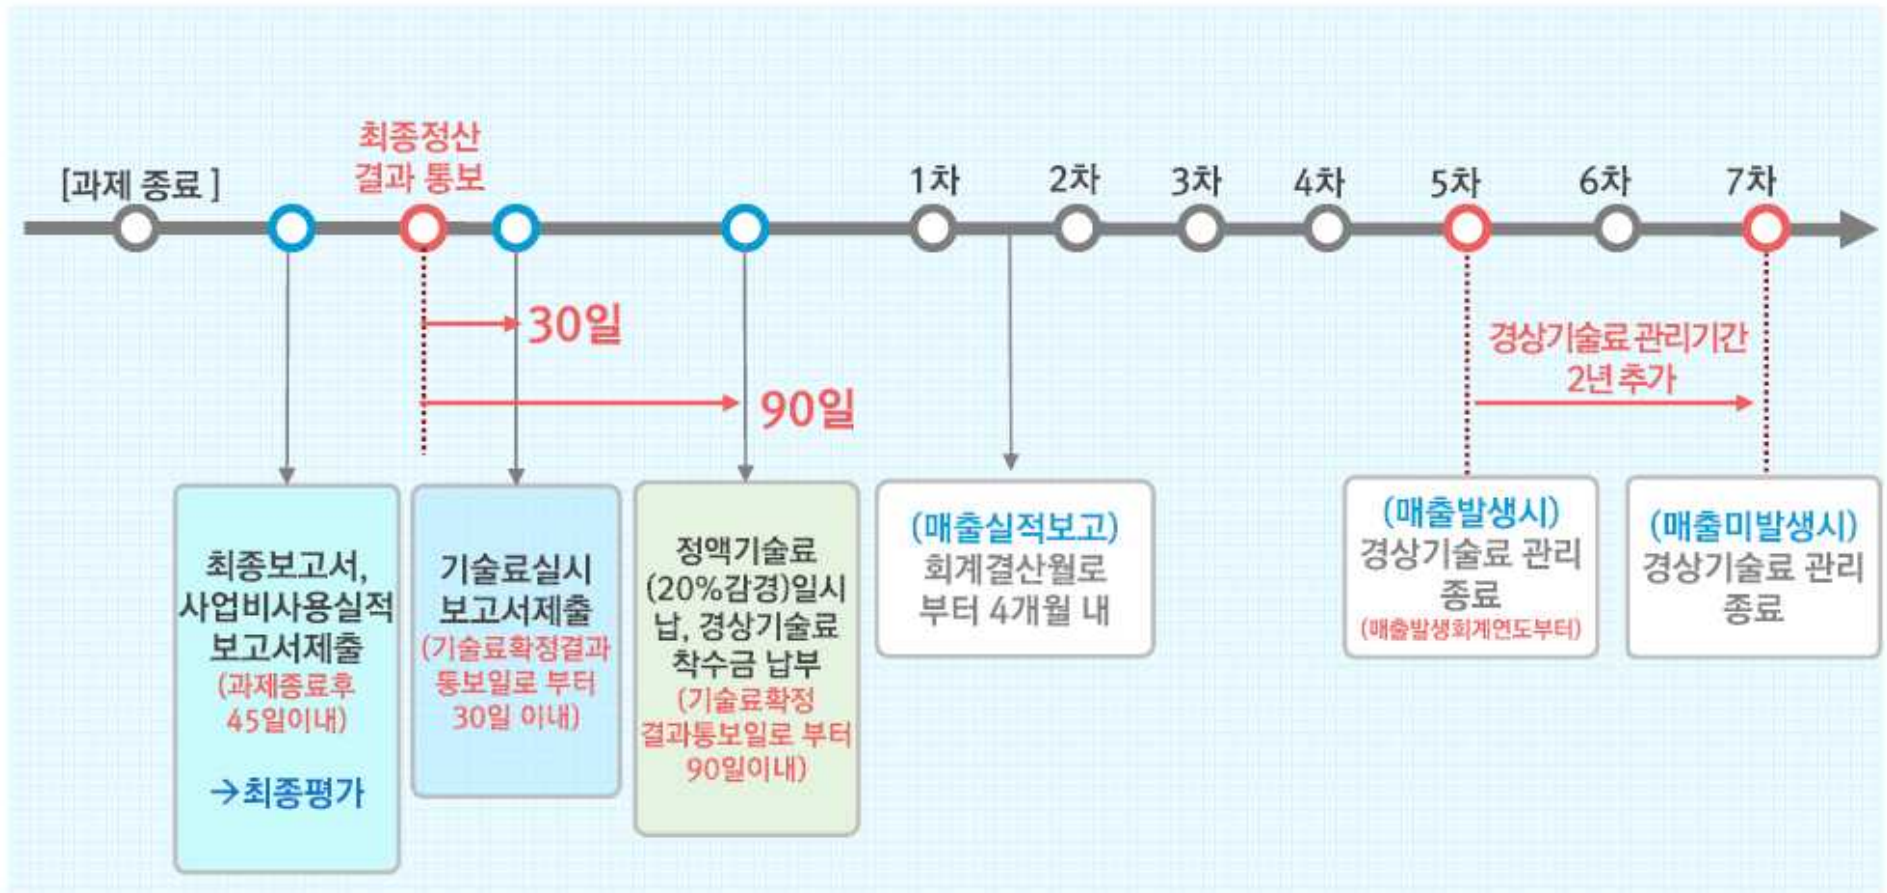 [과제 종료 ]
최종정산
결과 통보
1차
2차
3차
4차
5차
6차
7차
30일
90일
경상기술료 관리기간
2년 추가
최종보고서,
사업비사용실적
보고서제출
(과제종료후
45일이내)
→최종평가
기술료실시
보고서제출
(기술료확정결과
통보일로 부터
30일 이내)
정액기술료
(20%감경)일시
납, 경상기술료
착수금 납부
(기술료확정
결과통보일로 부터
90일이내)
(매출실적보고)
회계결산월로
부터 4개월 내
(매출발생시)
경상기술료 관리
종료
(매출발생회계연도부터)
(매출미발생시)
경상기술료 관리
종료